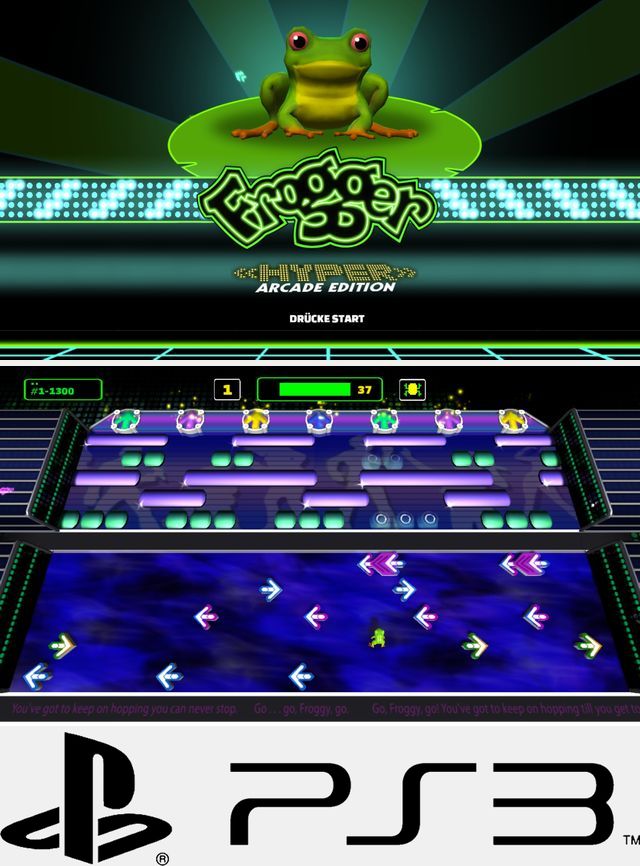 Frogger
<<HYPER>>
ARCADE EDITION
DRÜCKE START
#1-1300
1
37
You've got to keep on hopping you can never stop. Go . . . go, Froggy, go. Go, Froggy, go! You've got to keep on hopping till you get to
PS3 TM
®